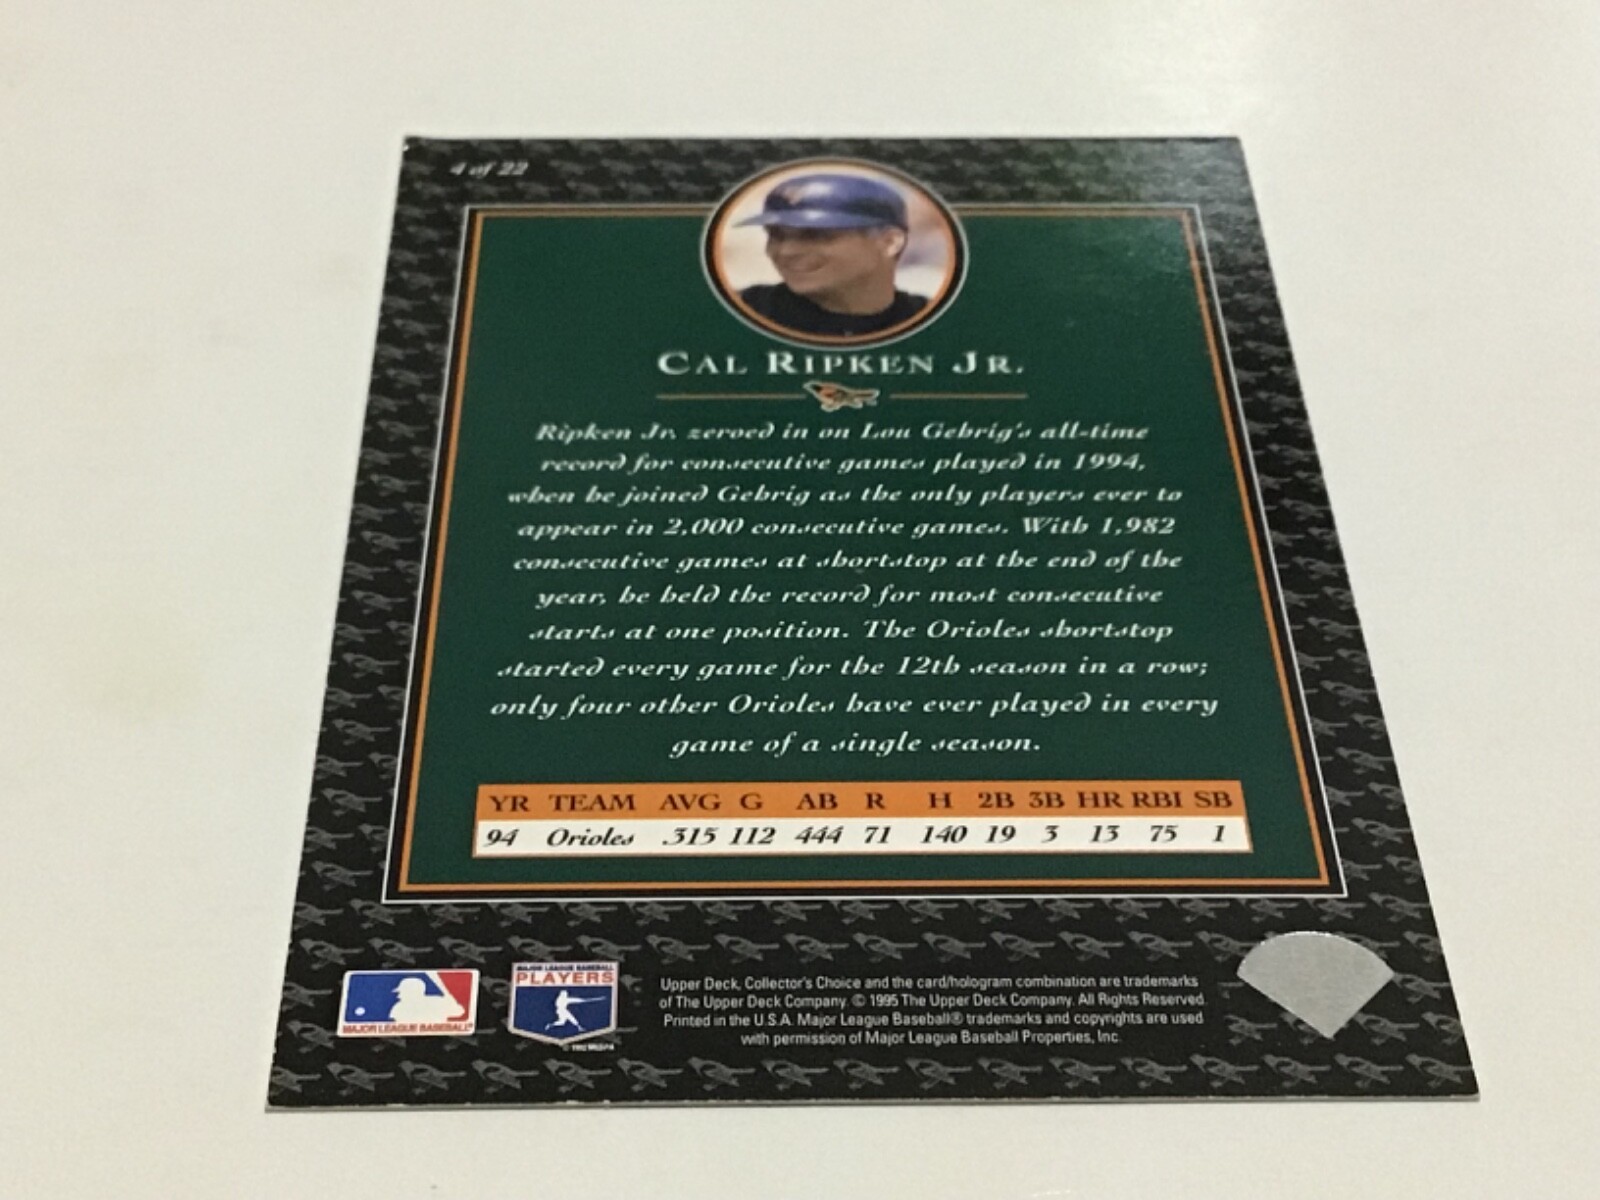 4 of 22
CAL RIPKEN JR.
Ripken Jr. zeroed in on Lou Gehrig's all-time
record for consecutive games played in 1994,
when he joined Gehrig as the only players ever to
appear in 2,000 consecutive games. With 1,982
consecutive games at shortstop at the end of the
year, he held the record for most consecutive
starts at one position. The Orioles shortstop
started every game for the 12th season in a row;
only four other Orioles have ever played in every
game of a single season.
YR TEAM AVG G AB R H 2B 3B HR RBI SB
94 Orioles .315 112 444 71 140 19 3 13 75 1
MAJOR LEAGUE BASEBALL®
MAJOR LEAGUE BASEBALL
PLAYERS
Upper Deck, Collector's Choice and the card/hologram combination are trademarks
of The Upper Deck Company. © 1995 The Upper Deck Company. All Rights Reserved.
Printed in the U.S.A. Major League Baseball® trademarks and copyrights are used
with permission of Major League Baseball Properties, Inc.